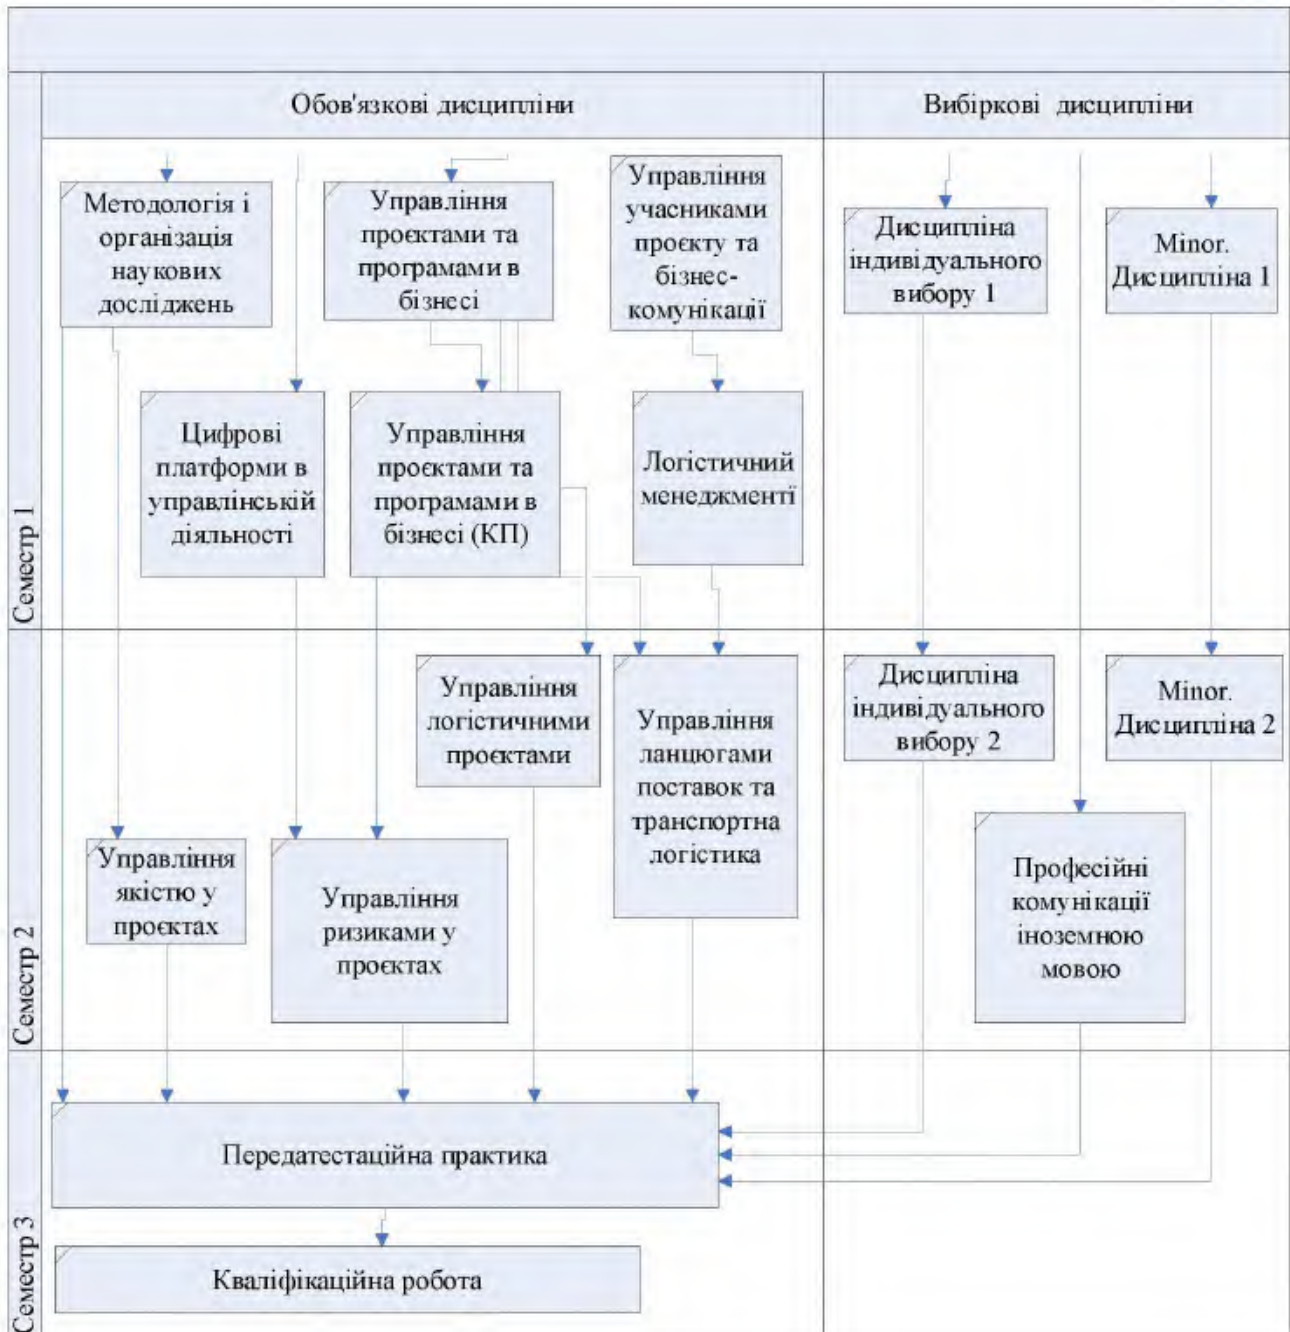 Обов'язкові дисципліни
Вибіркові дисципліни
Семестр 1
Методологія і
організація
наукових
досліджень
Управління
проєктами та
програмами в
бізнесі
Управління
учасниками
проєкту та
бізнес-
комунікації
Дисципліна
індивідуального
вибору 1
Minor.
Дисципліна 1
Цифрові
платформи в
управлінській
діяльності
Управління
проєктами та
програмами в
бізнесі (КП)
Логістичний
менеджменті
Семестр 2
Управління
логістичними
проєктами
Управління
ланцюгами
поставок та
транспортна
логістика
Дисципліна
індивідуального
вибору 2
Minor.
Дисципліна 2
Управління
якістю у
проєктах
Управління
ризиками у
проєктах
Професійні
комунікації
іноземною
мовою
Семестр 3
Передатестаційна практика
Кваліфікаційна робота